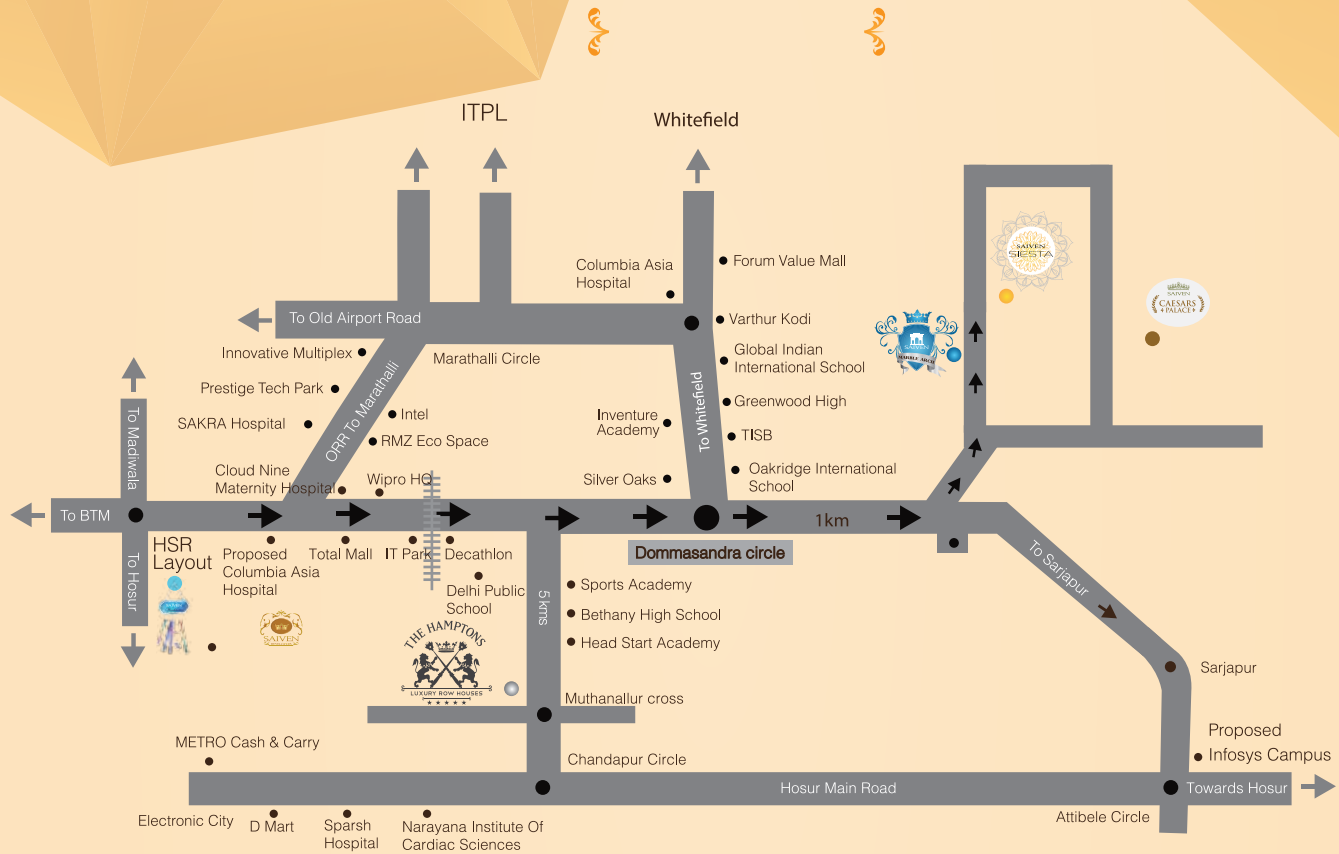 ITPL
Whitefield
Columbia Asia
Hospital
Forum Value Mall
SAIVEN
SIESTA
SAIVEN
CAESARS
PALACE
To Old Airport Road
Varthur Kodi
Innovative Multiplex
Marathalli Circle
Global Indian
International School
SAIVEN
MARBLE ARCH
Prestige Tech Park
ORR To Marathalli
Intel
To Whitefield
Greenwood High
SAKRA Hospital
RMZ Eco Space
Inventure
Academy
TISB
To Madiwala
Cloud Nine
Maternity Hospital
Wipro HQ
Silver Oaks
Oakridge International
School
To BTM
1km
To Hosur
HSR
Layout
Proposed
Columbia Asia
Hospital
Total Mall
IT Park
Decathlon
Dommasandra circle
To Sarjapur
Delhi Public
School
5 kms
Sports Academy
Bethany High School
Head Start Academy
SAIVEN
THE HAMPTONS
LUXURY ROW HOUSES
Sarjapur
Muthanallur cross
METRO Cash & Carry
Chandapur Circle
Proposed
Infosys Campus
Hosur Main Road
Towards Hosur
Electronic City
D Mart
Sparsh
Hospital
Narayana Institute Of
Cardiac Sciences
Attibele Circle